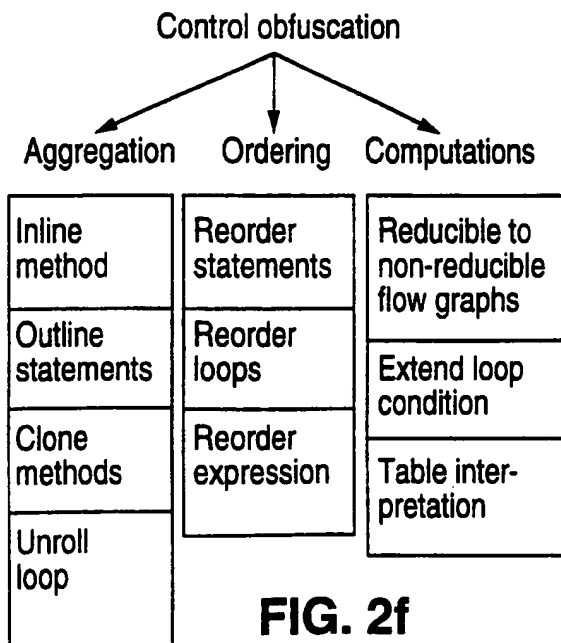 Control obfuscation
Aggregation
Ordering
Computations
Inline
method
Outline
statements
Clone
methods
Unroll
loop
Reorder
statements
Reorder
loops
Reorder
expression
Reducible to
non-reducible
flow graphs
Extend loop
condition
Table inter-
pretation
FIG. 2f